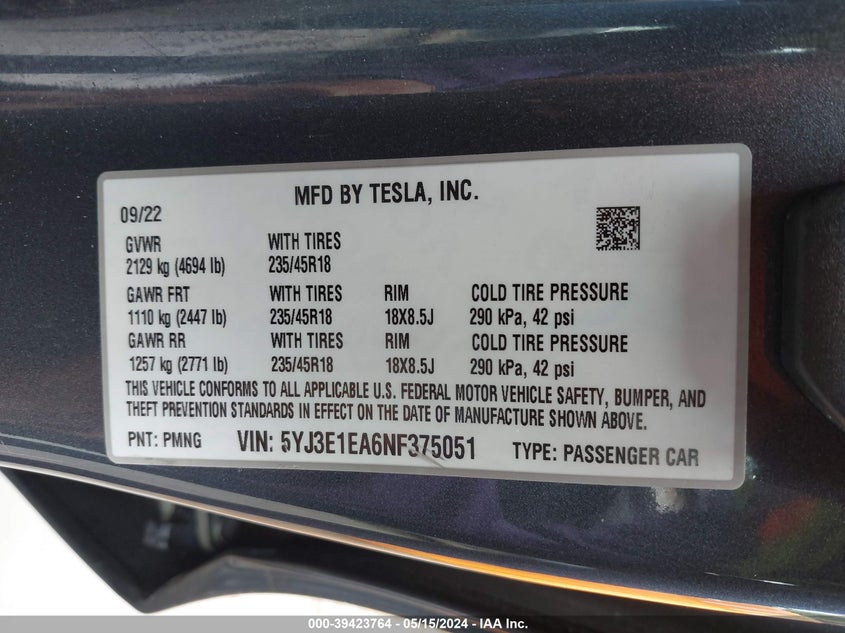 MFD BY TESLA, INC.
09/22
GVWR WITH TIRES
2129 kg (4694 lb) 235/45R18
GAWR FRT WITH TIRES RIM COLD TIRE PRESSURE
1110 kg (2447 lb) 235/45R18 18X8.5J 290 kPa, 42 psi
GAWR RR WITH TIRES RIM COLD TIRE PRESSURE
1257 kg (2771 lb) 235/45R18 18X8.5J 290 kPa, 42 psi
THIS VEHICLE CONFORMS TO ALL APPLICABLE U.S. FEDERAL MOTOR VEHICLE SAFETY, BUMPER, AND
THEFT PREVENTION STANDARDS IN EFFECT ON THE DATE OF MANUFACTURE SHOWN ABOVE.
PNT: PMNG VIN: 5YJ3E1EA6NF375051 TYPE: PASSENGER CAR
000-39423764 - 05/15/2024 - IAA Inc.